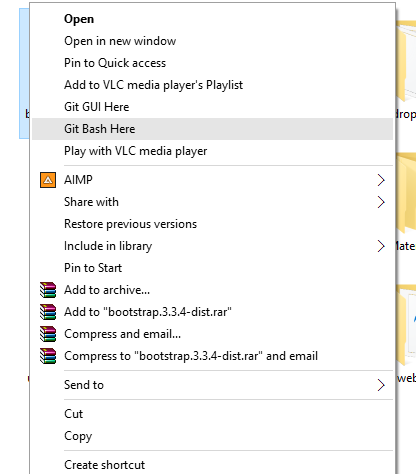 Open
Open in new window
Pin to Quick access
Add to VLC media player's Playlist
Git GUI Here
Git Bash Here
Play with VLC media player
AIMP
Share with
Restore previous versions
Include in library
Pin to Start
Add to archive...
Add to "bootstrap.3.3.4-dist.rar"
Compress and email...
Compress to "bootstrap.3.3.4-dist.rar" and email
Send to
Cut
Copy
Create shortcut